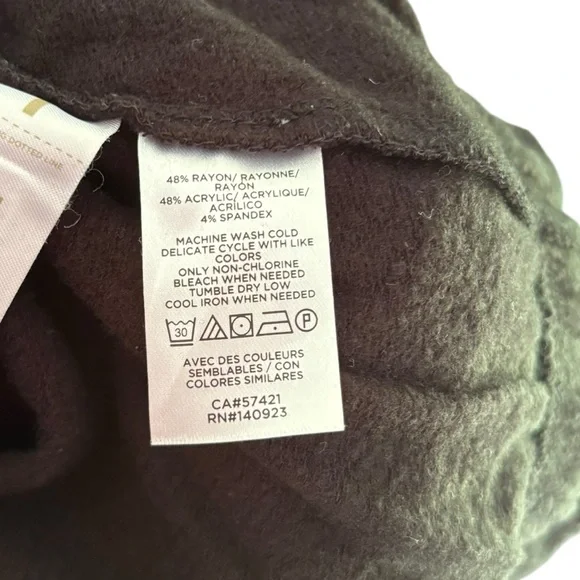 DOTTED LINE
48% RAYON/ RAYONNE/
RAYÓN
48% ACRYLIC/ ACRYLIQUE/
ACRÍLICO
4% SPANDEX
MACHINE WASH COLD
DELICATE CYCLE WITH LIKE
COLORS
ONLY NON-CHLORINE
BLEACH WHEN NEEDED
TUMBLE DRY LOW
COOL IRON WHEN NEEDED
30 P
AVEC DES COULEURS
SEMBLABLES / CON
COLORES SIMILARES
CA#57421
RN#140923